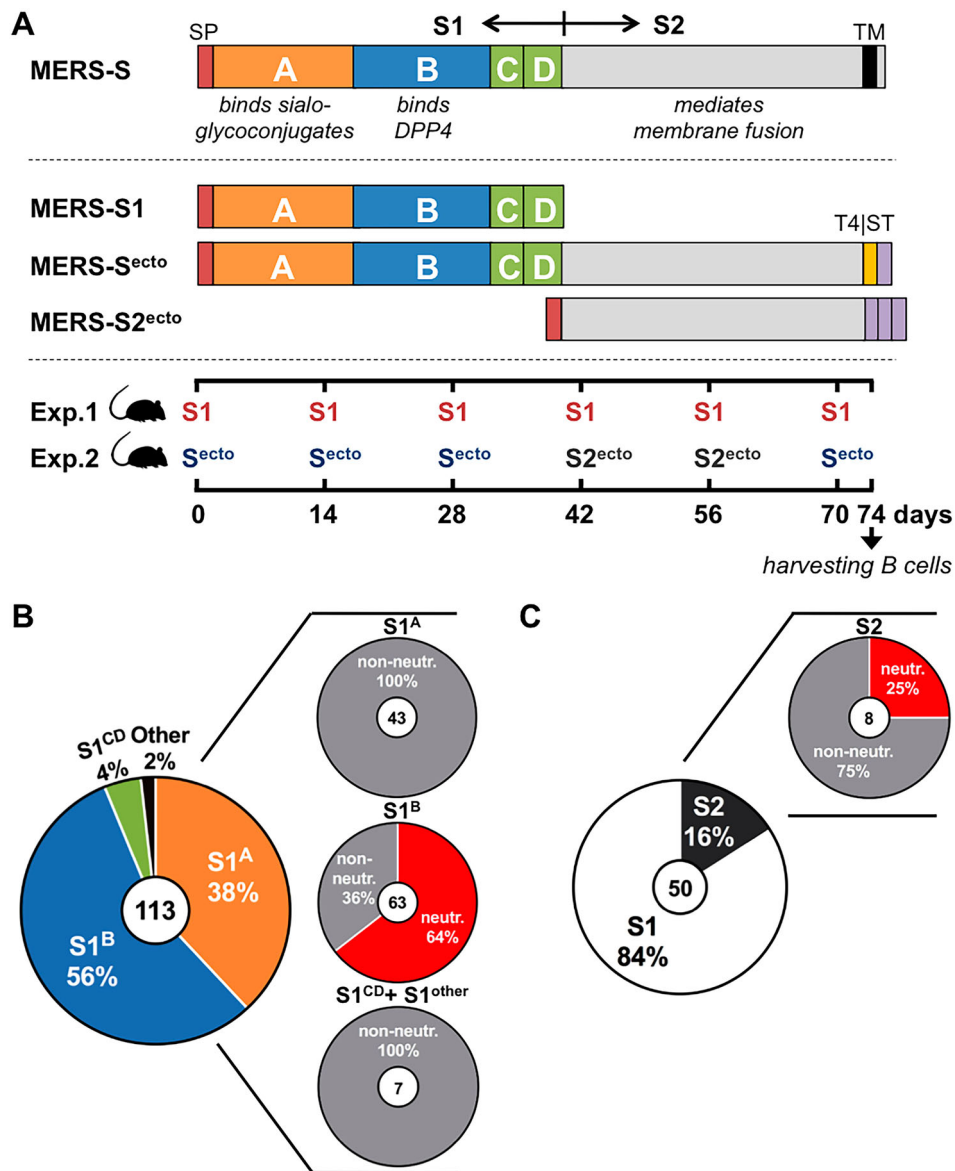 A
S1
S2
SP
TM
MERS-S
A
B
C
D
binds sialo-
glycoconjugates
binds
DPP4
mediates
membrane fusion
MERS-S1
A
B
C
D
T4|ST
MERS-Secto
A
B
C
D
MERS-S2ecto
Exp.1
S1
S1
S1
S1
S1
S1
Exp.2
Secto
Secto
Secto
S2ecto
S2ecto
Secto
0
14
28
42
56
70
74
days
harvesting B cells
B
S1CD
4%
Other
2%
S1A
38%
S1B
56%
113
S1A
non-neutr.
100%
43
S1B
non-
neutr.
36%
63
neutr.
64%
S1CD+ S1other
non-neutr.
100%
7
C
S2
neutr.
25%
8
non-neutr.
75%
S2
16%
50
S1
84%